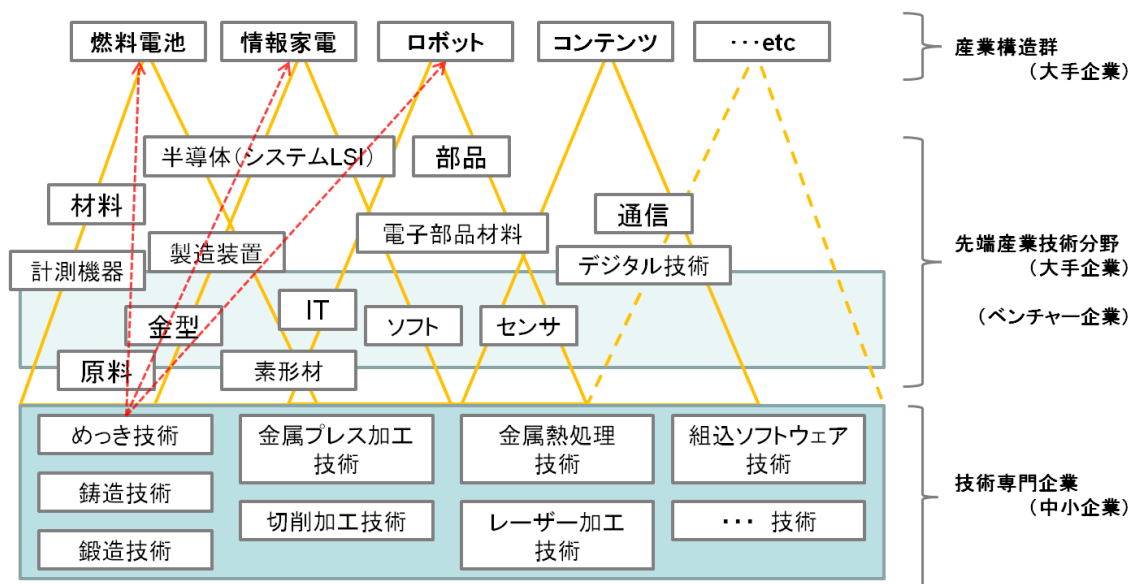 燃料電池
情報家電
ロボット
コンテンツ
･･･etc
産業構造群
（大手企業）
半導体（システムLSI）
部品
材料
通信
電子部品材料
製造装置
計測機器
デジタル技術
先端産業技術分野
（大手企業）
（ベンチャー企業）
IT
金型
ソフト
センサ
原料
素形材
めっき技術
金属プレス加工
技術
金属熱処理
技術
組込ソフトウェア
技術
鋳造技術
切削加工技術
レーザー加工
技術
･･･ 技術
鍛造技術
技術専門企業
（中小企業）